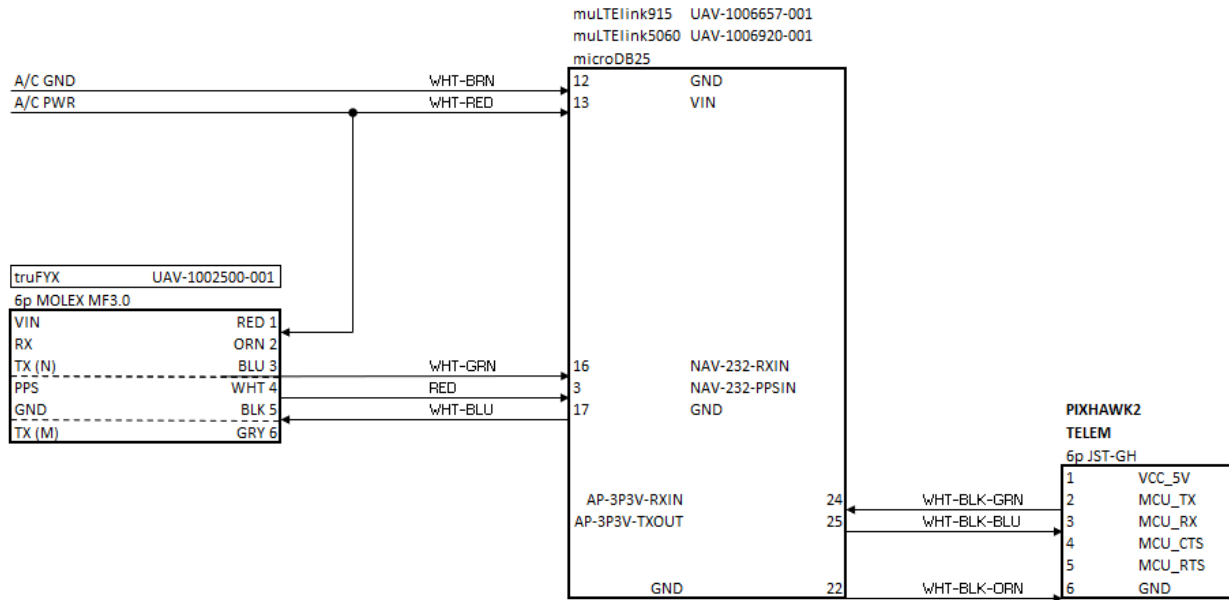 muLTElink915 UAV-1006657-001
muLTElink5060 UAV-1006920-001
microDB25
A/C GND WHT-BRN 12 GND
A/C PWR WHT-RED 13 VIN
truFYX UAV-1002500-001
6p MOLEX MF3.0
VIN RED 1
RX ORN 2
TX (N) BLU 3 WHT-GRN 16 NAV-232-RXIN
PPS WHT 4 RED 3 NAV-232-PPSIN
GND BLK 5 WHT-BLU 17 GND
TX (M) GRY 6
PIXHAWK2
TELEM
6p JST-GH
1 VCC_5V
AP-3P3V-RXIN 24 WHT-BLK-GRN 2 MCU_TX
AP-3P3V-TXOUT 25 WHT-BLK-BLU 3 MCU_RX
4 MCU_CTS
5 MCU_RTS
GND 22 WHT-BLK-ORN 6 GND